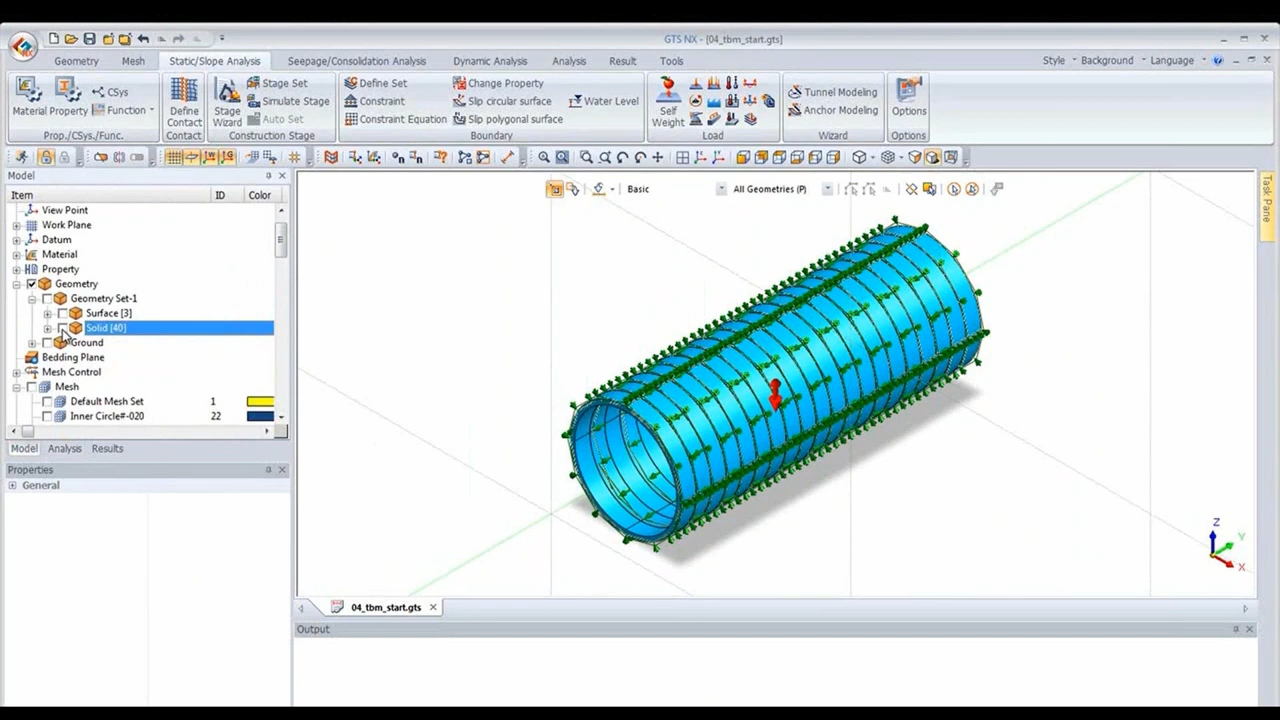 GTS NX - [04_tbm_start.gts]
Geometry Mesh Static/Slope Analysis Seepage/Consolidation Analysis Dynamic Analysis Analysis Result Tools Style Background Language
CSys Define Set Change Property
Stage Set
Function Simulate Stage Constraint Slip circular surface Water Level Tunnel Modeling
Material Property Define Contact Stage Wizard Auto Set Constraint Equation Slip polygonal surface Self Weight Anchor Modeling Options
Prop./CSys./Func. Contact Construction Stage Boundary Load Wizard Options
Model
Item ID Color
Basic All Geometries (P)
Task Pane
View Point
Work Plane
Datum
Material
Property
Geometry
Geometry Set-1
Surface [3]
Solid [40]
Ground
Bedding Plane
Mesh Control
Mesh
Default Mesh Set 1
Inner Circle#-020 22
Model Analysis Results
Properties
General
Z
Y
X
04_tbm_start.gts
Output